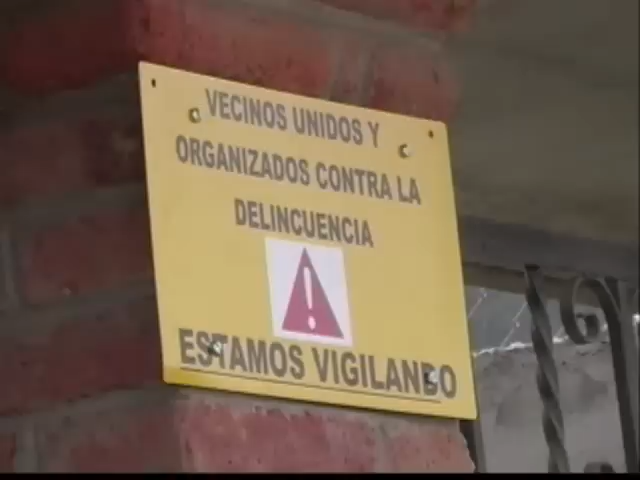 VECINOS UNIDOS Y
ORGANIZADOS CONTRA LA
DELINCUENCIA
!
ESTAMOS VIGILANDO